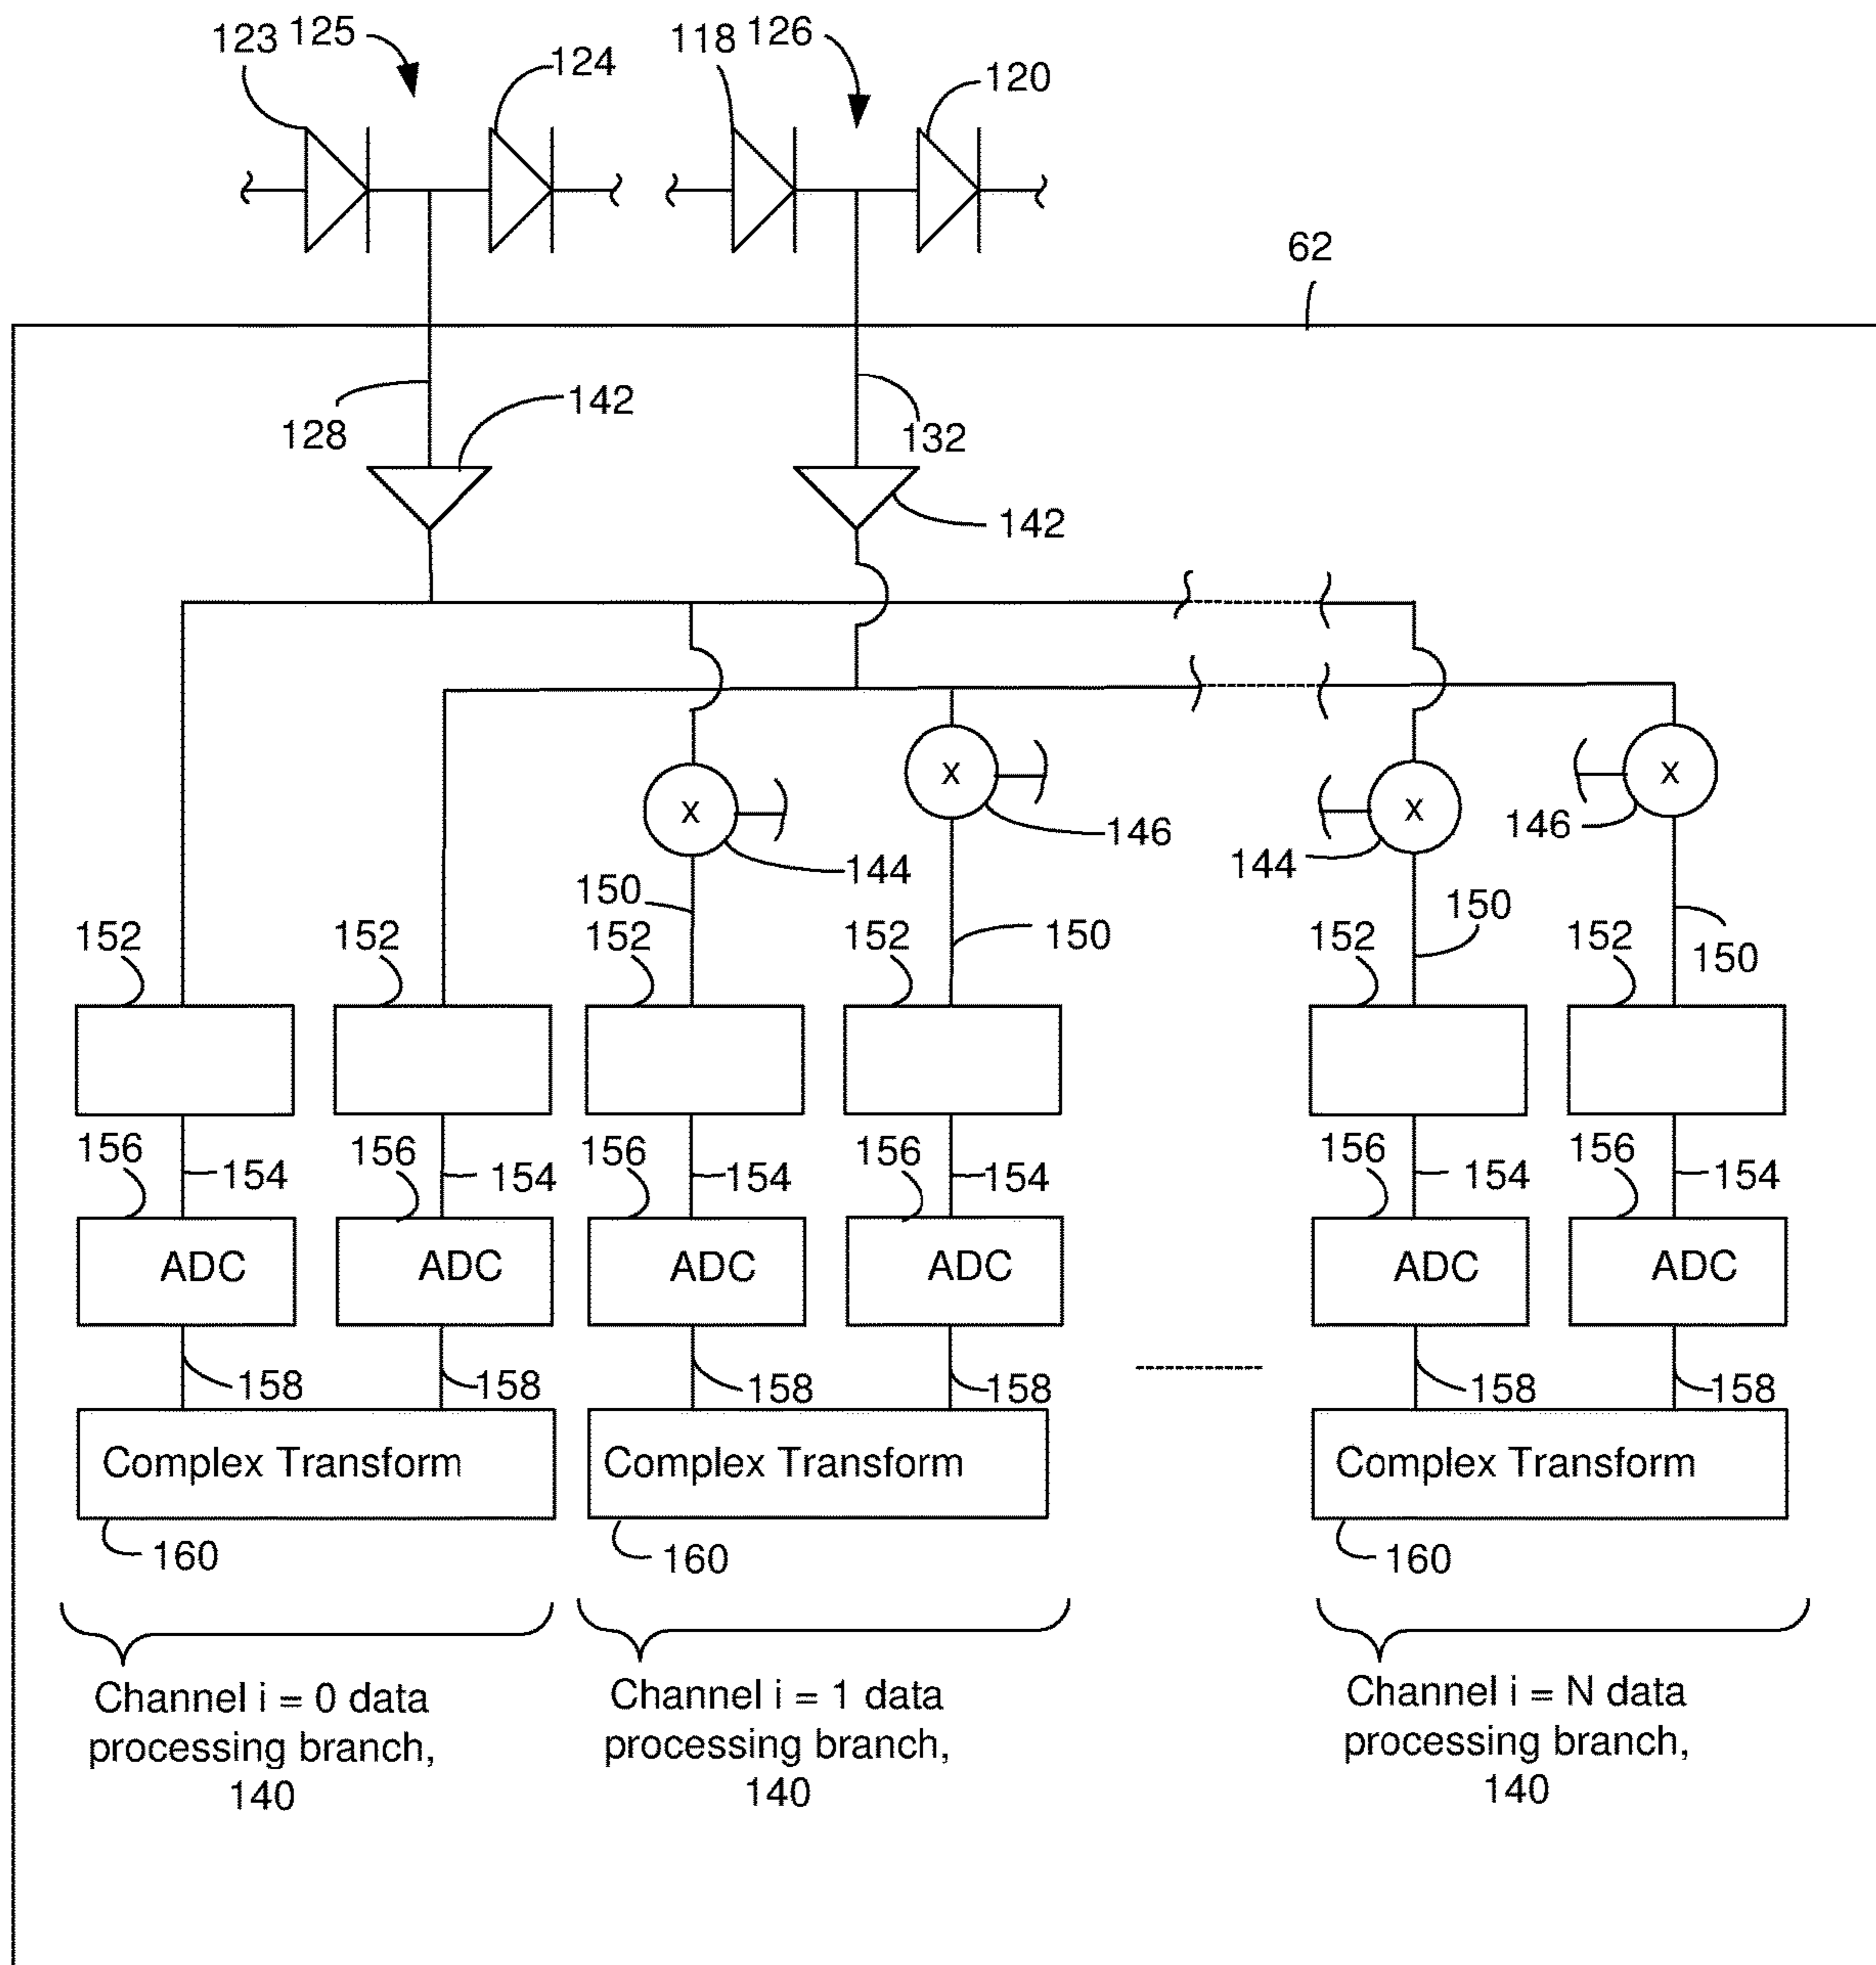 123 125 124 118 126 120
62
128 142 132
142
X X X X
144 146 144 146
150 150 150 150
152 152 152 152 152 152
156 154 156 154 156 154 156 154 156 154 156 154
ADC ADC ADC ADC ADC ADC
158 158 158 158 158 158
Complex Transform Complex Transform Complex Transform
160 160 160
Channel i = 0 data
processing branch,
140
Channel i = 1 data
processing branch,
140
Channel i = N data
processing branch,
140